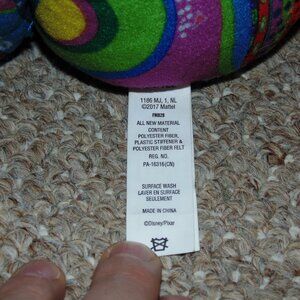 1186 MJ, 1, NL
©2017 Mattel
FNB28
ALL NEW MATERIAL
CONTENT
POLYESTER FIBER,
PLASTIC STIFFENER &
POLYESTER FIBER FELT
REG. NO.
PA-16316(CN)
SURFACE WASH
LAVER EN SURFACE
SEULEMENT
MADE IN CHINA
©Disney/Pixar